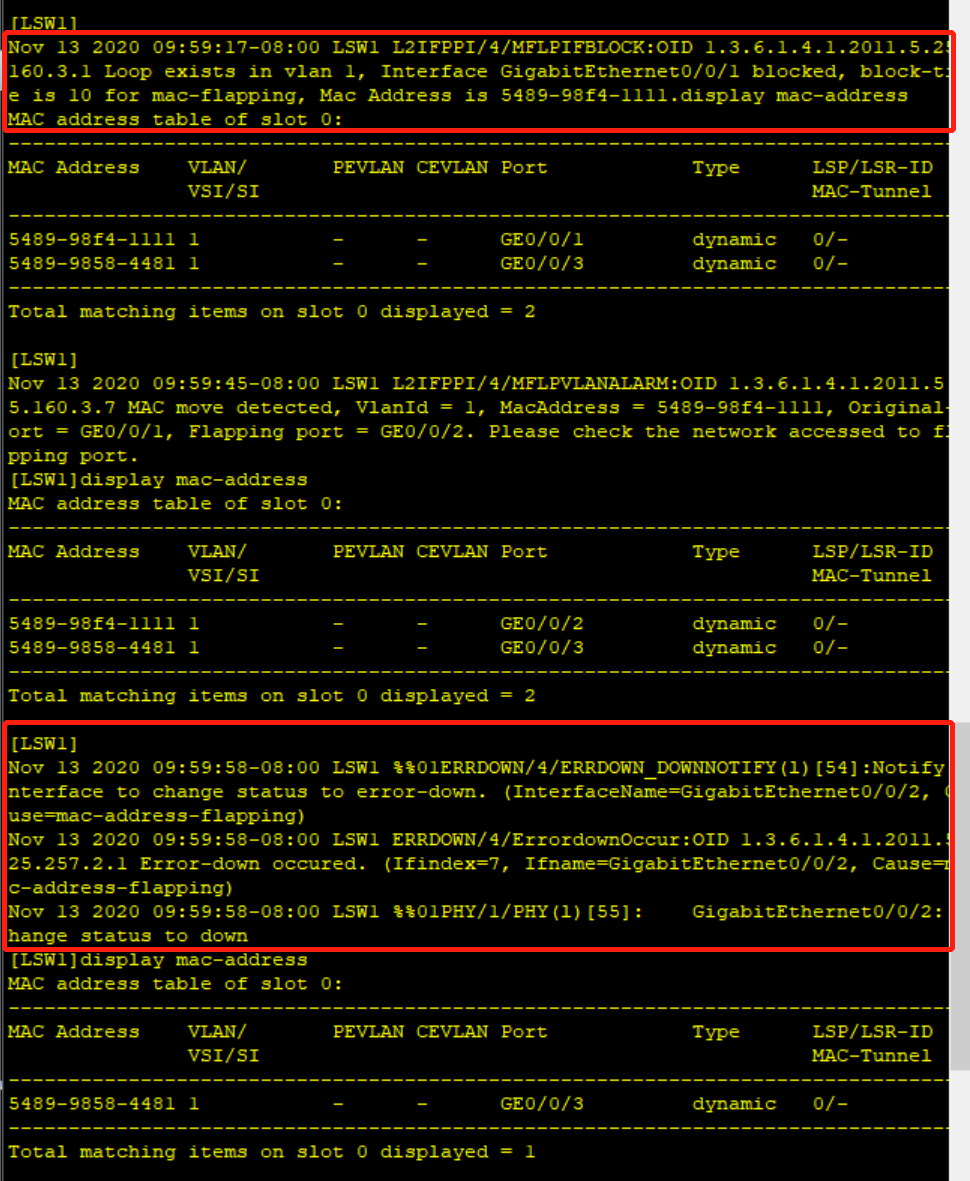 [LSW1]
Nov 13 2020 09:59:17-08:00 LSW1 L2IFPPI/4/MFLPIFBLOCK:OID 1.3.6.1.4.1.2011.5.25
160.3.1 Loop exists in vlan 1, Interface GigabitEthernet0/0/1 blocked, block-ti
e is 10 for mac-flapping, Mac Address is 5489-98f4-1111.display mac-address
MAC address table of slot 0:
-------------------------------------------------------------------------------
MAC Address    VLAN/       PEVLAN CEVLAN Port            Type      LSP/LSR-ID
               VSI/SI                                              MAC-Tunnel
-------------------------------------------------------------------------------
5489-98f4-1111 1           -      -      GE0/0/1         dynamic   0/-
5489-9858-4481 1           -      -      GE0/0/3         dynamic   0/-
-------------------------------------------------------------------------------
Total matching items on slot 0 displayed = 2
[LSW1]
Nov 13 2020 09:59:45-08:00 LSW1 L2IFPPI/4/MFLPVLANALARM:OID 1.3.6.1.4.1.2011.5
5.160.3.7 MAC move detected, VlanId = 1, MacAddress = 5489-98f4-1111, Original-
ort = GE0/0/1, Flapping port = GE0/0/2. Please check the network accessed to fl
pping port.
[LSW1]display mac-address
MAC address table of slot 0:
-------------------------------------------------------------------------------
MAC Address    VLAN/       PEVLAN CEVLAN Port            Type      LSP/LSR-ID
               VSI/SI                                              MAC-Tunnel
-------------------------------------------------------------------------------
5489-98f4-1111 1           -      -      GE0/0/2         dynamic   0/-
5489-9858-4481 1           -      -      GE0/0/3         dynamic   0/-
-------------------------------------------------------------------------------
Total matching items on slot 0 displayed = 2
[LSW1]
Nov 13 2020 09:59:58-08:00 LSW1 %%01ERRDOWN/4/ERRDOWN_DOWNNOTIFY(l)[54]:Notify
nterface to change status to error-down. (InterfaceName=GigabitEthernet0/0/2, C
use=mac-address-flapping)
Nov 13 2020 09:59:58-08:00 LSW1 ERRDOWN/4/ErrordownOccur:OID 1.3.6.1.4.1.2011.5
25.257.2.1 Error-down occured. (Ifindex=7, Ifname=GigabitEthernet0/0/2, Cause=m
c-address-flapping)
Nov 13 2020 09:59:58-08:00 LSW1 %%01PHY/1/PHY(l)[55]:    GigabitEthernet0/0/2:
hange status to down
[LSW1]display mac-address
MAC address table of slot 0:
-------------------------------------------------------------------------------
MAC Address    VLAN/       PEVLAN CEVLAN Port            Type      LSP/LSR-ID
               VSI/SI                                              MAC-Tunnel
-------------------------------------------------------------------------------
5489-9858-4481 1           -      -      GE0/0/3         dynamic   0/-
-------------------------------------------------------------------------------
Total matching items on slot 0 displayed = 1